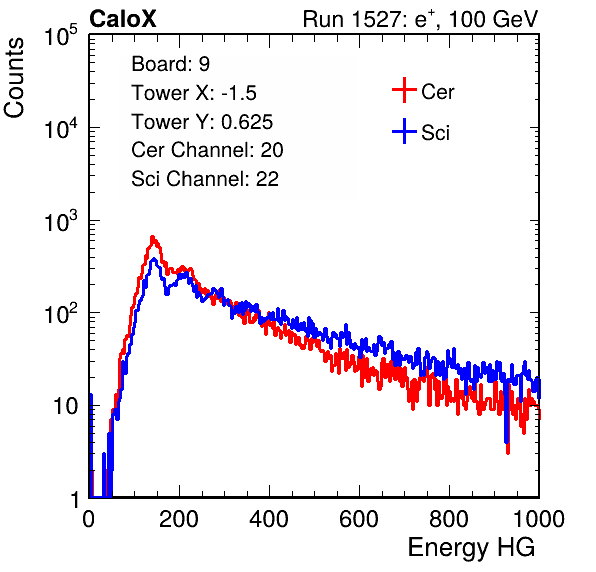 CaloX Run 1527: e⁺, 100 GeV
Counts
Board: 9
Tower X: -1.5
Tower Y: 0.625
Cer Channel: 20
Sci Channel: 22
Cer
Sci
10⁵
10⁴
10³
10²
10
1
0 200 400 600 800 1000
Energy HG